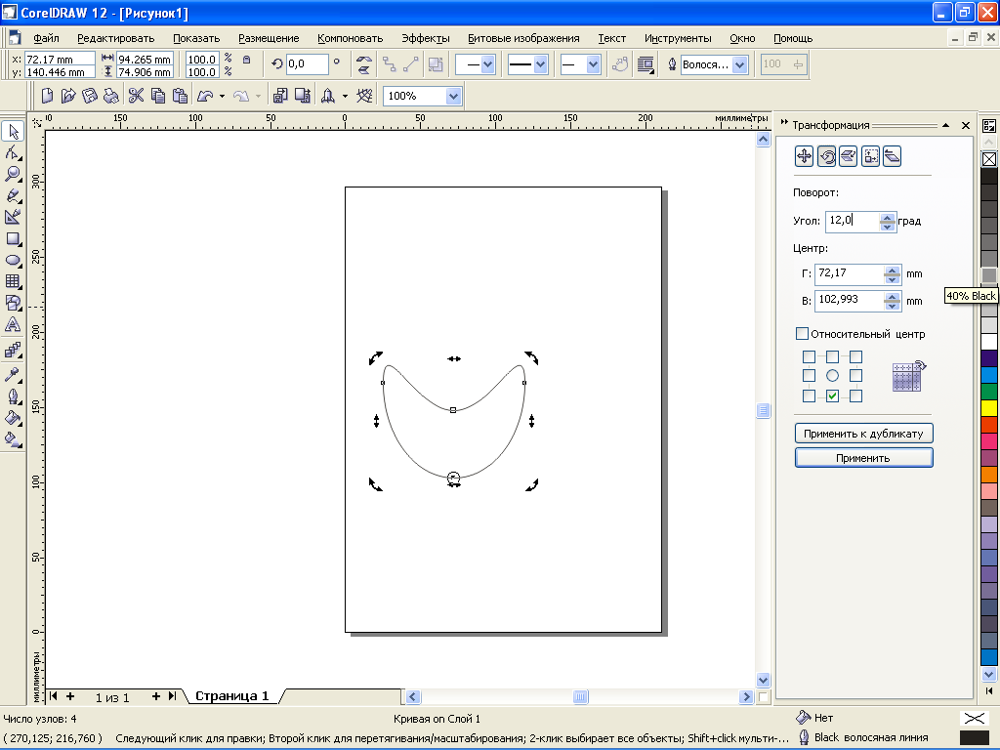 CorelDRAW 12 - [Рисунок1]
Файл Редактировать Показать Размещение Компоновать Эффекты Битовые изображения Текст Инструменты Окно Помощь
x: 72.17 mm 94.265 mm 100.0 % 0,0 ° Волося... 100
y: 140.446 mm 74.906 mm 100.0 %
100%
150 100 50 0 50 100 150 200 миллиметры
300
250
200
150
100
50
0
миллиметры
Трансформация
Поворот:
Угол: 12,0 град
Центр:
Г: 72,17 mm
В: 102,993 mm
40% Black
Относительный центр
Применить к дубликату
Применить
1 из 1 Страница 1
Число узлов: 4 Кривая on Слой 1 Нет
( 270,125; 216,760 ) Следующий клик для правки; Второй клик для перетягивания/масштабирования; 2-клик выбирает все объекты; Shift+click мульти-... Black волосяная линия